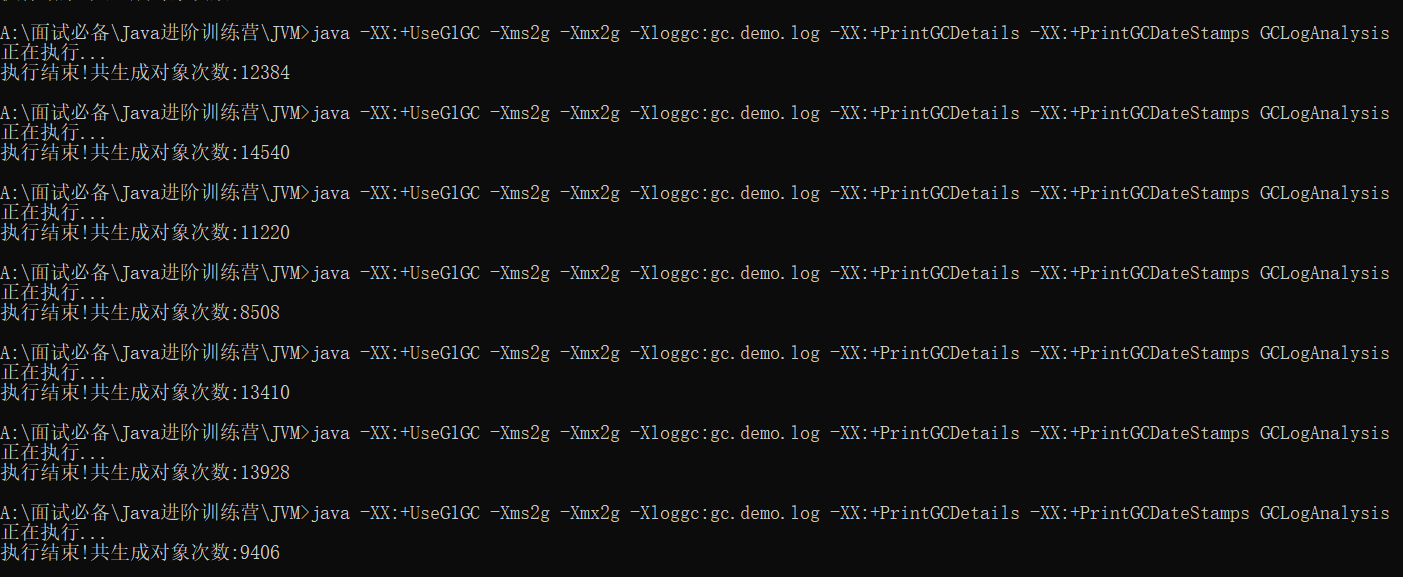 A:\面试必备\Java进阶训练营\JVM>java -XX:+UseG1GC -Xms2g -Xmx2g -Xloggc:gc.demo.log -XX:+PrintGCDetails -XX:+PrintGCDateStamps GCLogAnalysis
正在执行...
执行结束!共生成对象次数:12384
A:\面试必备\Java进阶训练营\JVM>java -XX:+UseG1GC -Xms2g -Xmx2g -Xloggc:gc.demo.log -XX:+PrintGCDetails -XX:+PrintGCDateStamps GCLogAnalysis
正在执行...
执行结束!共生成对象次数:14540
A:\面试必备\Java进阶训练营\JVM>java -XX:+UseG1GC -Xms2g -Xmx2g -Xloggc:gc.demo.log -XX:+PrintGCDetails -XX:+PrintGCDateStamps GCLogAnalysis
正在执行...
执行结束!共生成对象次数:11220
A:\面试必备\Java进阶训练营\JVM>java -XX:+UseG1GC -Xms2g -Xmx2g -Xloggc:gc.demo.log -XX:+PrintGCDetails -XX:+PrintGCDateStamps GCLogAnalysis
正在执行...
执行结束!共生成对象次数:8508
A:\面试必备\Java进阶训练营\JVM>java -XX:+UseG1GC -Xms2g -Xmx2g -Xloggc:gc.demo.log -XX:+PrintGCDetails -XX:+PrintGCDateStamps GCLogAnalysis
正在执行...
执行结束!共生成对象次数:13410
A:\面试必备\Java进阶训练营\JVM>java -XX:+UseG1GC -Xms2g -Xmx2g -Xloggc:gc.demo.log -XX:+PrintGCDetails -XX:+PrintGCDateStamps GCLogAnalysis
正在执行...
执行结束!共生成对象次数:13928
A:\面试必备\Java进阶训练营\JVM>java -XX:+UseG1GC -Xms2g -Xmx2g -Xloggc:gc.demo.log -XX:+PrintGCDetails -XX:+PrintGCDateStamps GCLogAnalysis
正在执行...
执行结束!共生成对象次数:9406